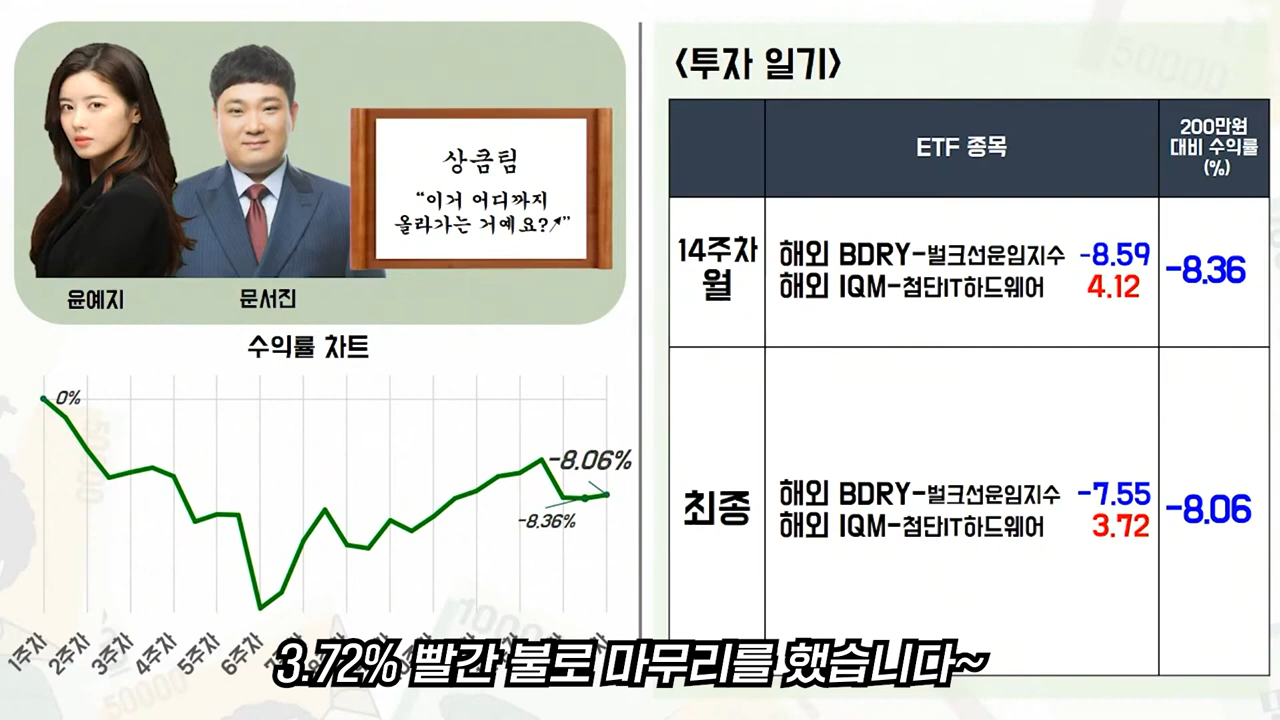 상큼팀
“이거 어디까지
올라가는 거예요?↗”
윤예지
문서진
수익률 차트
0%
-8.06%
-8.36%
1주차
2주차
3주차
4주차
5주차
6주차
<투자 일기>
ETF 종목
200만원
대비 수익률
(%)
14주차
월
해외 BDRY-벌크선운임지수 -8.59
해외 IQM-첨단IT하드웨어 4.12
-8.36
최종
해외 BDRY-벌크선운임지수 -7.55
해외 IQM-첨단IT하드웨어 3.72
-8.06
3.72% 빨간 불로 마무리를 했습니다~
50000